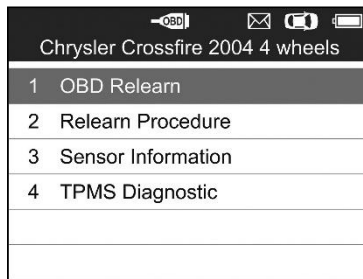 OBD
Chrysler Crossfire 2004 4 wheels
1 OBD Relearn
2 Relearn Procedure
3 Sensor Information
4 TPMS Diagnostic